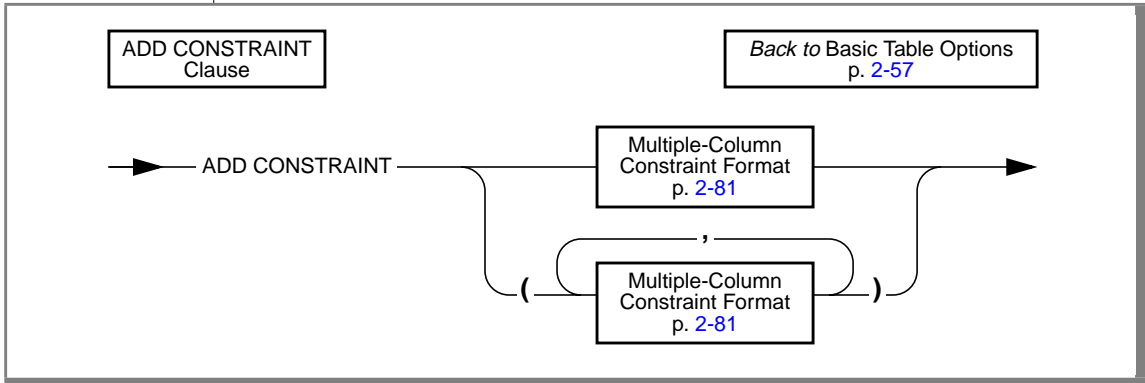 ADD CONSTRAINT
Clause
Back to Basic Table Options
p. 2-57
ADD CONSTRAINT
Multiple-Column
Constraint Format
p. 2-81
,
(
Multiple-Column
Constraint Format
p. 2-81
)